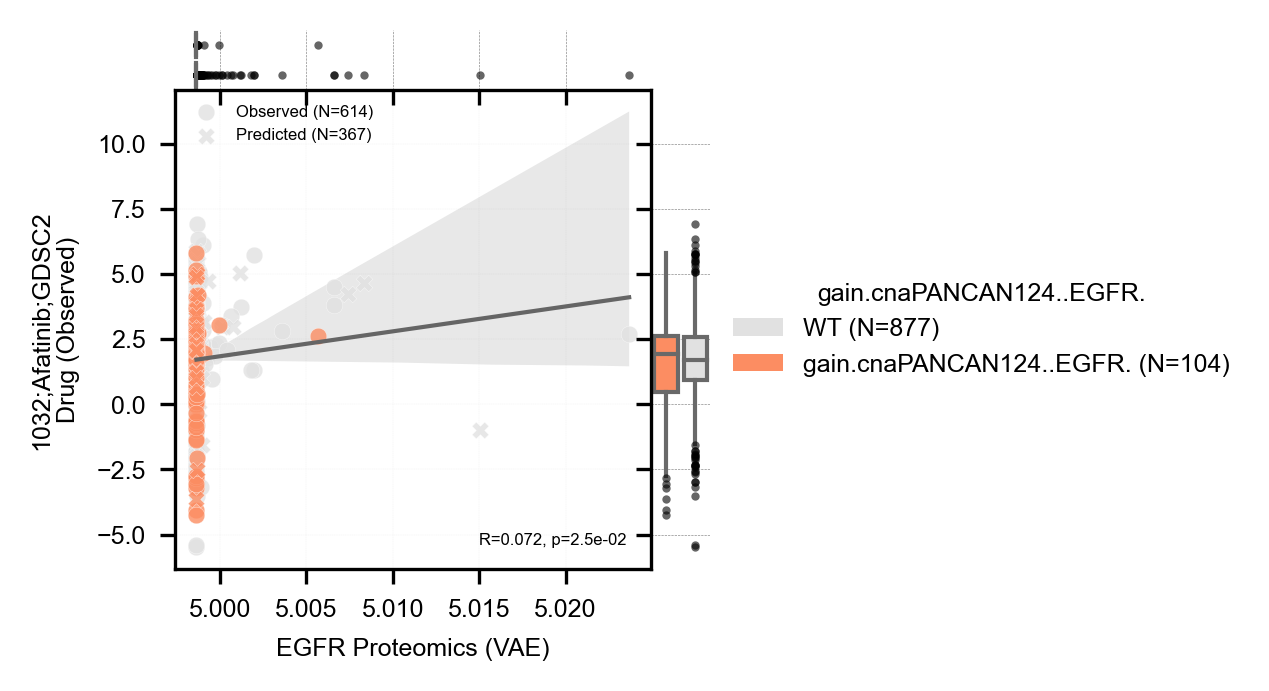 Observed (N=614)
Predicted (N=367)
10.0
7.5
5.0
2.5
0.0
−2.5
−5.0
1032;Afatinib;GDSC2
Drug (Observed)
R=0.072, p=2.5e-02
5.000
5.005
5.010
5.015
5.020
EGFR Proteomics (VAE)
gain.cnaPANCAN124..EGFR.
WT (N=877)
gain.cnaPANCAN124..EGFR. (N=104)